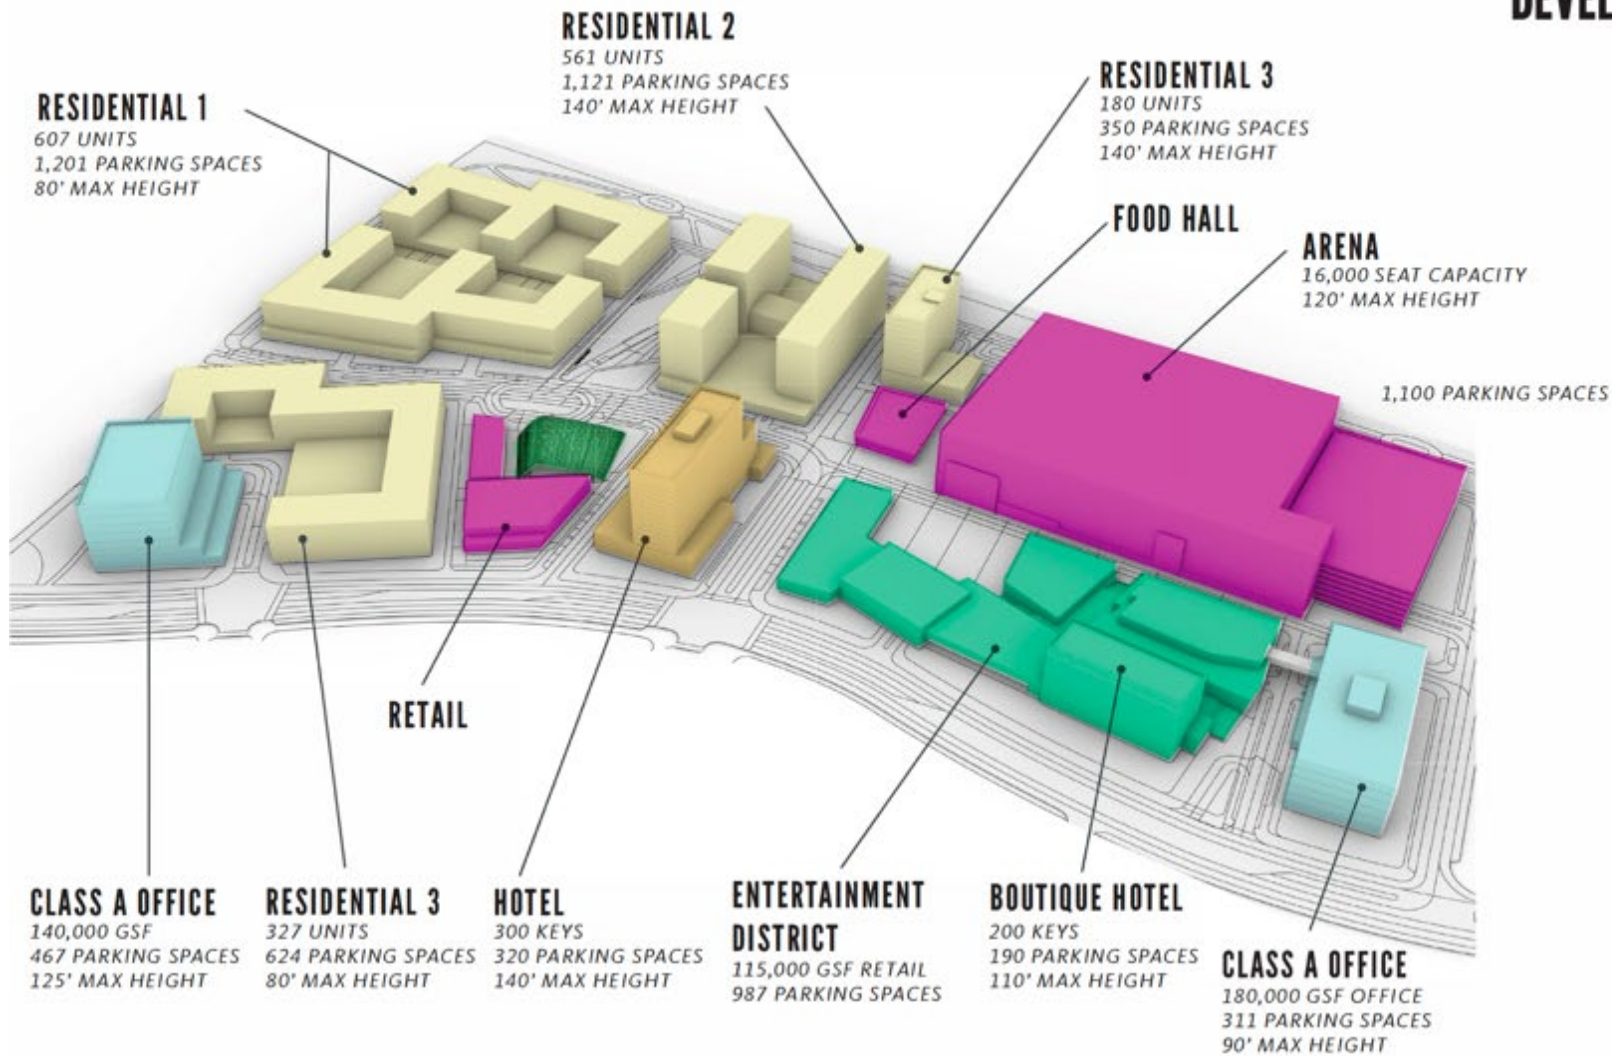 DEVEL
RESIDENTIAL 2
561 UNITS
1,121 PARKING SPACES
140' MAX HEIGHT
RESIDENTIAL 3
180 UNITS
350 PARKING SPACES
140' MAX HEIGHT
RESIDENTIAL 1
607 UNITS
1,201 PARKING SPACES
80' MAX HEIGHT
FOOD HALL
ARENA
16,000 SEAT CAPACITY
120' MAX HEIGHT
1,100 PARKING SPACES
RETAIL
CLASS A OFFICE
140,000 GSF
467 PARKING SPACES
125' MAX HEIGHT
RESIDENTIAL 3
327 UNITS
624 PARKING SPACES
80' MAX HEIGHT
HOTEL
300 KEYS
320 PARKING SPACES
140' MAX HEIGHT
ENTERTAINMENT
DISTRICT
115,000 GSF RETAIL
987 PARKING SPACES
BOUTIQUE HOTEL
200 KEYS
190 PARKING SPACES
110' MAX HEIGHT
CLASS A OFFICE
180,000 GSF OFFICE
311 PARKING SPACES
90' MAX HEIGHT